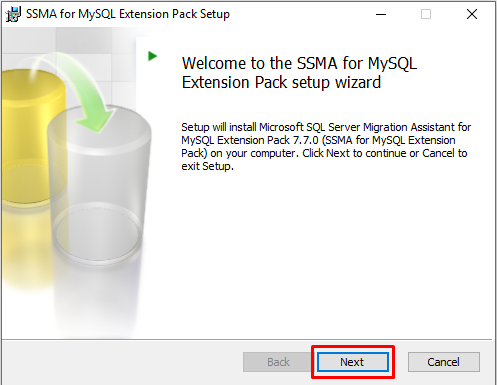 SSMA for MySQL Extension Pack Setup
Welcome to the SSMA for MySQL
Extension Pack setup wizard
Setup will install Microsoft SQL Server Migration Assistant for
MySQL Extension Pack 7.7.0 (SSMA for MySQL Extension
Pack) on your computer. Click Next to continue or Cancel to
exit Setup.
Back Next Cancel